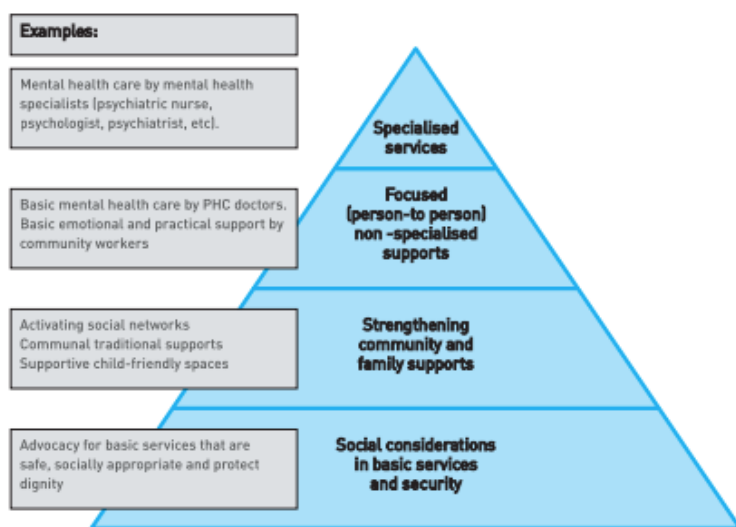 Examples:
Mental health care by mental health
specialists (psychiatric nurse,
psychologist, psychiatrist, etc).
Specialised
services
Basic mental health care by PHC doctors.
Basic emotional and practical support by
community workers
Focused
(person-to person)
non -specialised
supports
Activating social networks
Communal traditional supports
Supportive child-friendly spaces
Strengthening
community and
family supports
Advocacy for basic services that are
safe, socially appropriate and protect
dignity
Social considerations
in basic services
and security